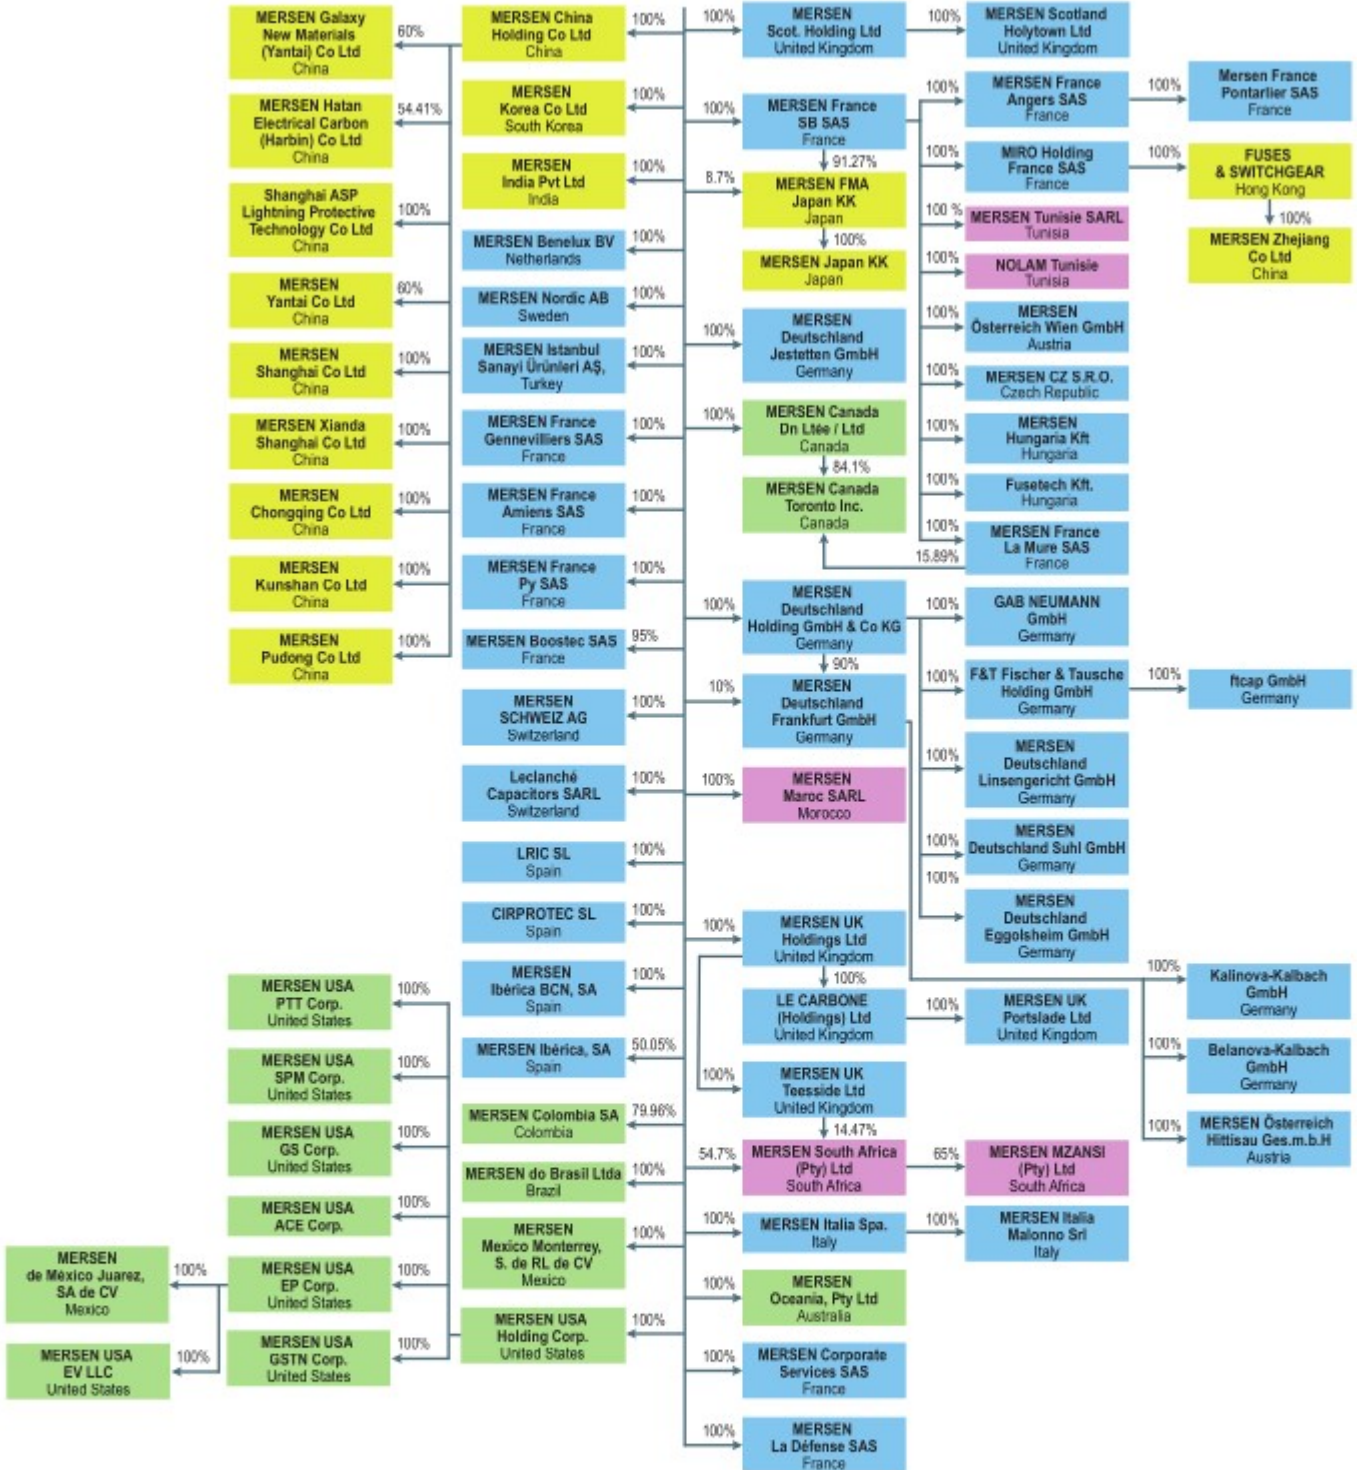 MERSEN Galaxy
New Materials
(Yantai) Co Ltd
China
60%
MERSEN Hatan
Electrical Carbon
(Harbin) Co Ltd
China
54.41%
Shanghai ASP
Lightning Protective
Technology Co Ltd
China
100%
MERSEN
Yantai Co Ltd
China
60%
MERSEN
Shanghai Co Ltd
China
100%
MERSEN Xianda
Shanghai Co Ltd
China
100%
MERSEN
Chongqing Co Ltd
China
100%
MERSEN
Kunshan Co Ltd
China
100%
MERSEN
Pudong Co Ltd
China
100%
MERSEN USA
PTT Corp.
United States
100%
MERSEN USA
SPM Corp.
United States
100%
MERSEN USA
GS Corp.
United States
100%
MERSEN USA
ACE Corp.
100%
MERSEN USA
EP Corp.
United States
100%
MERSEN USA
GSTN Corp.
United States
100%
MERSEN
de México Juarez,
SA de CV
Mexico
100%
MERSEN USA
EV LLC
United States
100%
MERSEN China
Holding Co Ltd
China
100%
MERSEN
Korea Co Ltd
South Korea
100%
MERSEN
India Pvt Ltd
India
100%
MERSEN Benelux BV
Netherlands
100%
MERSEN Nordic AB
Sweden
100%
MERSEN Istanbul
Sanayi Ürünleri AŞ,
Turkey
100%
MERSEN France
Gennevilliers SAS
France
100%
MERSEN France
Amiens SAS
France
100%
MERSEN France
Py SAS
France
100%
MERSEN Boostec SAS
France
95%
MERSEN
SCHWEIZ AG
Switzerland
100%
Leclanché
Capacitors SARL
Switzerland
100%
LRIC SL
Spain
100%
CIRPROTEC SL
Spain
100%
MERSEN
Ibérica BCN, SA
Spain
100%
MERSEN Ibérica, SA
Spain
50.05%
MERSEN Colombia SA
Colombia
79.96%
MERSEN do Brasil Ltda
Brazil
100%
MERSEN
Mexico Monterrey,
S. de RL de CV
Mexico
100%
MERSEN USA
Holding Corp.
United States
100%
100%
MERSEN
Scot. Holding Ltd
United Kingdom
100%
MERSEN Scotland
Holytown Ltd
United Kingdom
100%
MERSEN France
SB SAS
France
91.27%
8.7%
MERSEN FMA
Japan KK
Japan
100%
MERSEN Japan KK
Japan
100%
MERSEN
Deutschland
Jestetten GmbH
Germany
100%
MERSEN Canada
Dn Ltée / Ltd
Canada
84.1%
MERSEN Canada
Toronto Inc.
Canada
15.89%
100%
MERSEN France
Angers SAS
France
100%
Mersen France
Pontarlier SAS
France
100%
MIRO Holding
France SAS
France
100%
FUSES
& SWITCHGEAR
Hong Kong
100%
MERSEN Zhejiang
Co Ltd
China
100 %
MERSEN Tunisie SARL
Tunisia
100%
NOLAM Tunisie
Tunisia
100%
MERSEN
Österreich Wien GmbH
Austria
100%
MERSEN CZ S.R.O.
Czech Republic
100%
MERSEN
Hungaria Kft
Hungaria
100%
Fusetech Kft.
Hungaria
100%
MERSEN France
La Mure SAS
France
100%
MERSEN
Deutschland
Holding GmbH & Co KG
Germany
90%
10%
MERSEN
Deutschland
Frankfurt GmbH
Germany
100%
GAB NEUMANN
GmbH
Germany
100%
F&T Fischer & Tausche
Holding GmbH
Germany
100%
ftcap GmbH
Germany
100%
MERSEN
Deutschland
Linsengericht GmbH
Germany
100%
MERSEN
Deutschland Suhl GmbH
Germany
100%
MERSEN
Deutschland
Eggolsheim GmbH
Germany
100%
MERSEN
Maroc SARL
Morocco
100%
MERSEN UK
Holdings Ltd
United Kingdom
100%
LE CARBONE
(Holdings) Ltd
United Kingdom
100%
MERSEN UK
Portslade Ltd
United Kingdom
100%
MERSEN UK
Teesside Ltd
United Kingdom
14.47%
100%
Kalinova-Kalbach
GmbH
Germany
100%
Belanova-Kalbach
GmbH
Germany
100%
MERSEN Österreich
Hittisau Ges.m.b.H
Austria
54.7%
MERSEN South Africa
(Pty) Ltd
South Africa
65%
MERSEN MZANSI
(Pty) Ltd
South Africa
100%
MERSEN Italia Spa.
Italy
100%
MERSEN Italia
Malonno Srl
Italy
100%
MERSEN
Oceania, Pty Ltd
Australia
100%
MERSEN Corporate
Services SAS
France
100%
MERSEN
La Défense SAS
France